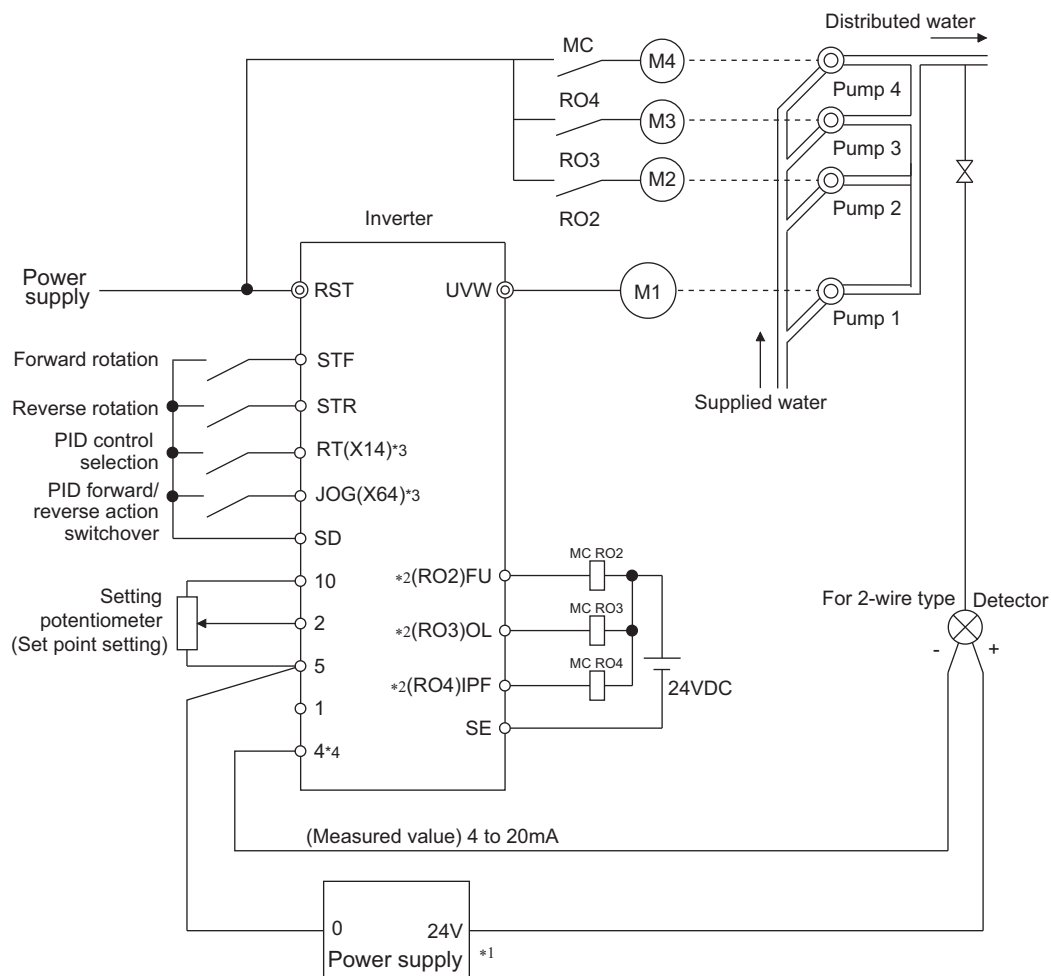 Distributed water
MC
M4
Pump 4
RO4
M3
Pump 3
RO3
M2
Pump 2
RO2
Inverter
Power
supply
RST
UVW
M1
Pump 1
Forward rotation
STF
Reverse rotation
STR
Supplied water
PID control
selection
RT(X14)*3
PID forward/
reverse action
switchover
JOG(X64)*3
SD
10
*2(RO2)FU
MC RO2
Setting
potentiometer
(Set point setting)
2
*2(RO3)OL
MC RO3
For 2-wire type
Detector
- +
5
*2(RO4)IPF
MC RO4
24VDC
1
SE
4*4
(Measured value) 4 to 20mA
0
24V
Power supply
*1